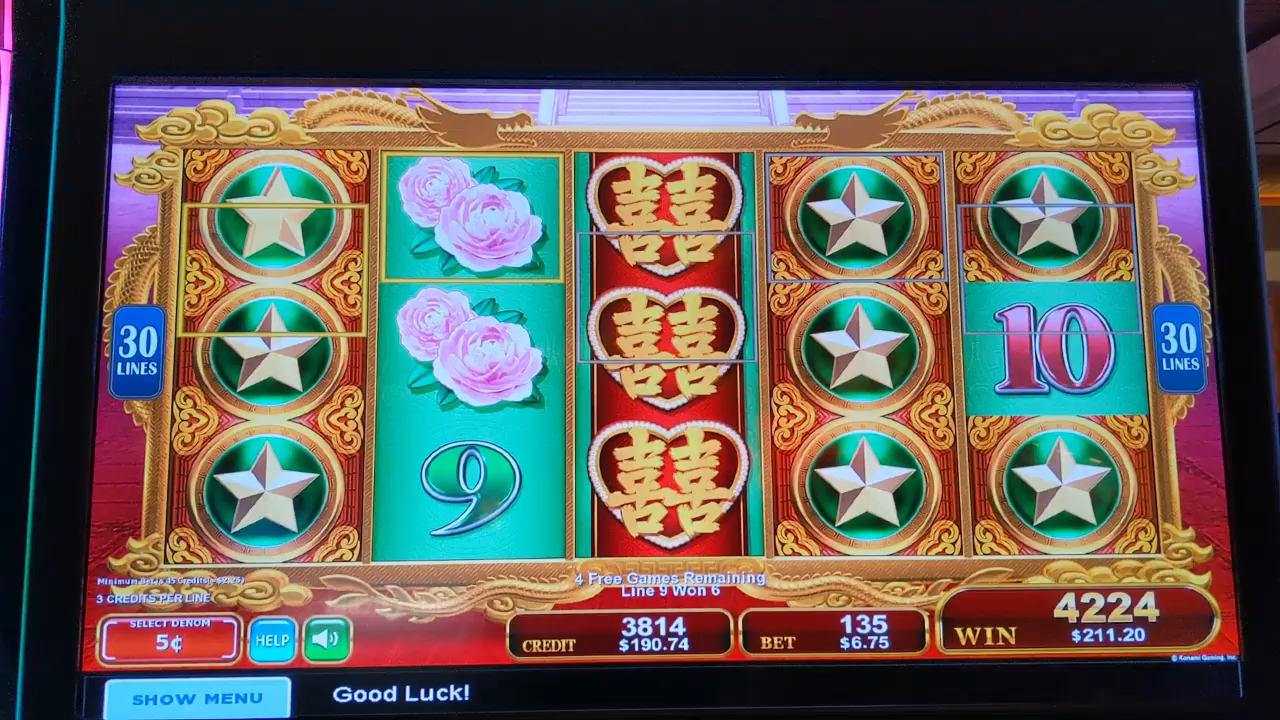 囍
囍
10
囍
9
30
LINES
30
LINES
Minimum Bet is 45 Credits(=$2.25)
3 CREDITS PER LINE
4 Free Games Remaining
Line 9 Won 6
SELECT DENOM
5¢
HELP
CREDIT
3814
$190.74
BET
135
$6.75
WIN
4224
$211.20
© Konami Gaming, Inc.
SHOW MENU
Good Luck!